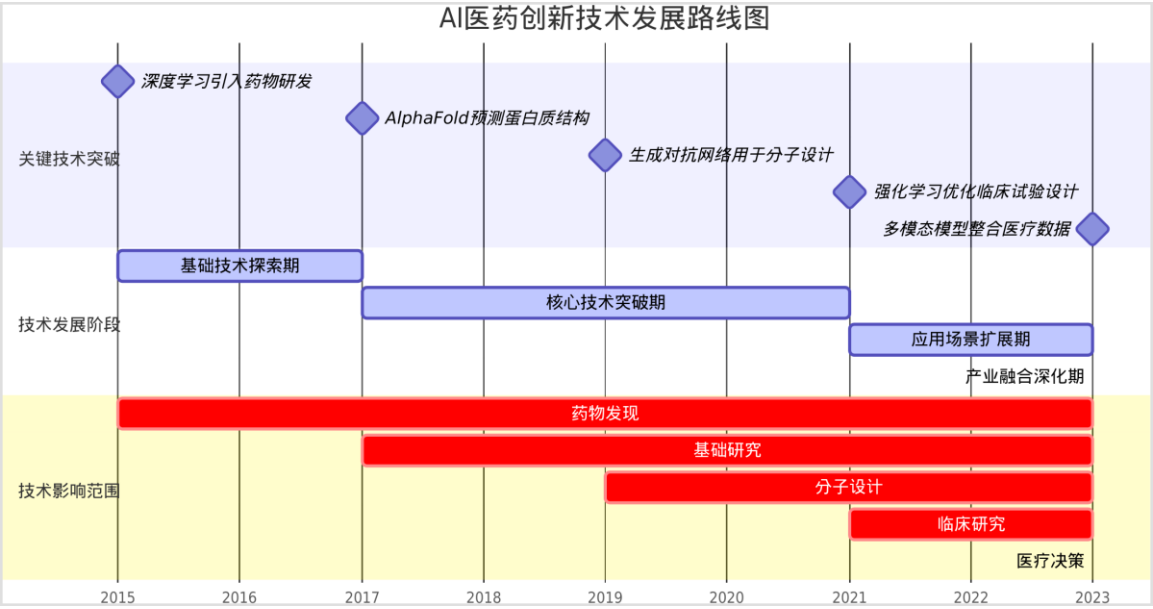 AI医药创新技术发展路线图
深度学习引入药物研发
AlphaFold预测蛋白质结构
关键技术突破
生成对抗网络用于分子设计
强化学习优化临床试验设计
多模态模型整合医疗数据
基础技术探索期
核心技术突破期
技术发展阶段
应用场景扩展期
产业融合深化期
药物发现
基础研究
技术影响范围
分子设计
临床研究
医疗决策
2015 2016 2017 2018 2019 2020 2021 2022 2023